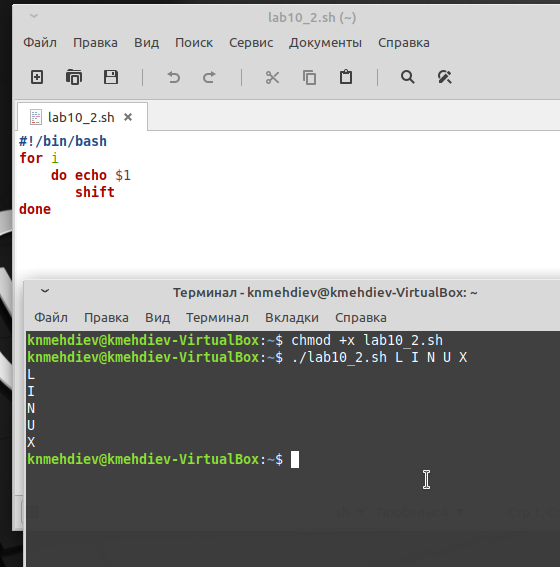 lab10_2.sh (~)
Файл Правка Вид Поиск Сервис Документы Справка
lab10_2.sh ×
#!/bin/bash
for i
    do echo $1
       shift
done
Терминал - knmehdiev@kmehdiev-VirtualBox: ~
Файл Правка Вид Терминал Вкладки Справка
knmehdiev@kmehdiev-VirtualBox:~$ chmod +x lab10_2.sh
knmehdiev@kmehdiev-VirtualBox:~$ ./lab10_2.sh L I N U X
L
I
N
U
X
knmehdiev@kmehdiev-VirtualBox:~$